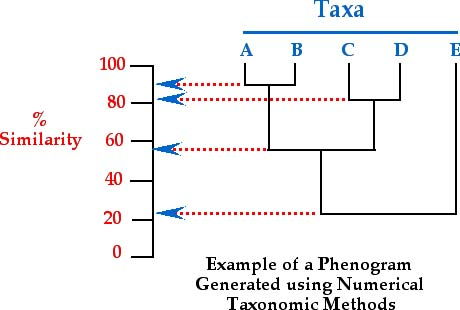 Taxa
A B C D E
100
80
60
40
20
0
%
Similarity
Example of a Phenogram
Generated using Numerical
Taxonomic Methods